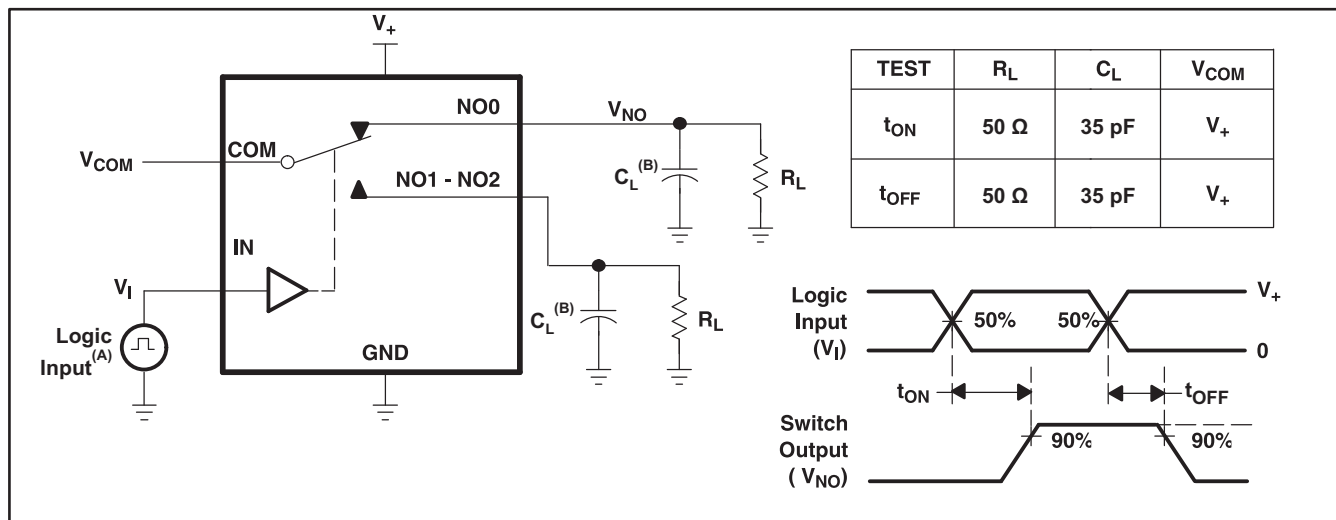 V+
NO0
VNO
VCOM
COM
CL(B)
RL
NO1 - NO2
IN
VI
CL(B)
RL
Logic
Input(A)
GND
TEST RL CL VCOM
tON 50 Ω 35 pF V+
tOFF 50 Ω 35 pF V+
Logic
Input
(VI)
50% 50%
V+
0
tON
tOFF
Switch
Output
( VNO)
90%
90%